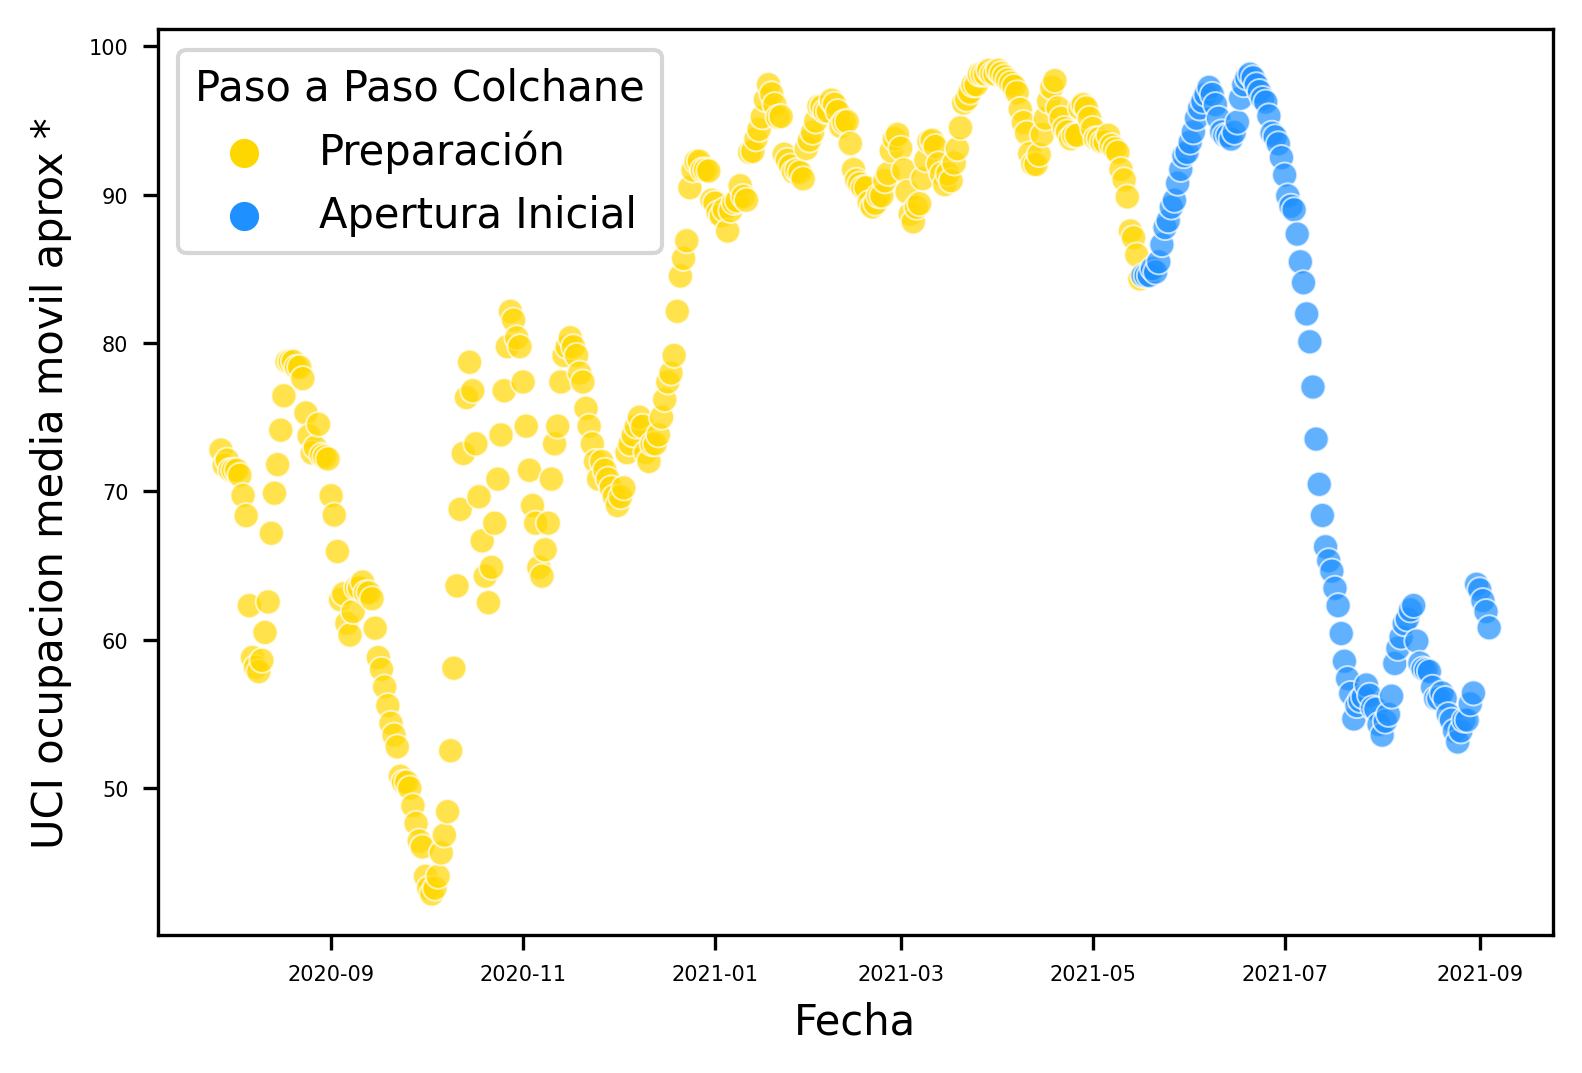 Paso a Paso Colchane
Preparación
Apertura Inicial
UCI ocupacion media movil aprox *
100
90
80
70
60
50
2020-09
2020-11
2021-01
2021-03
2021-05
2021-07
2021-09
Fecha